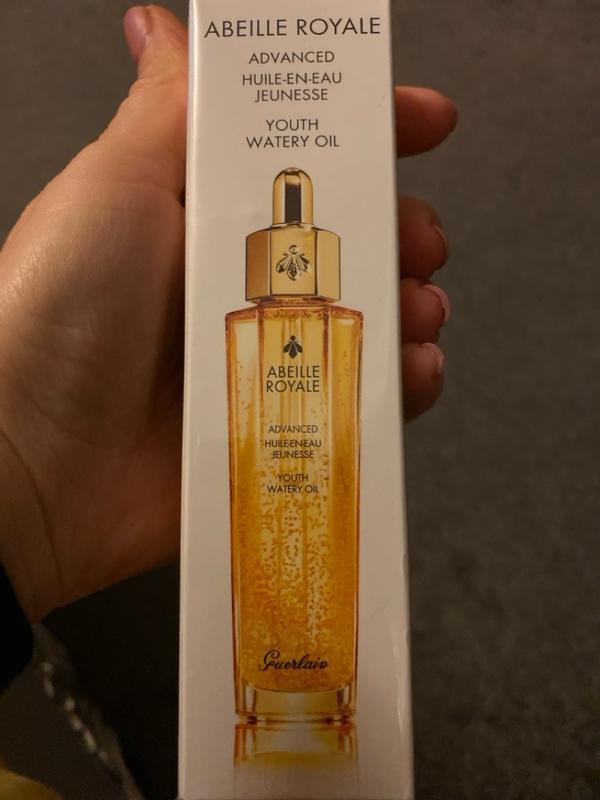 ABEILLE ROYALE
ADVANCED
HUILE-EN-EAU
JEUNESSE
YOUTH
WATERY OIL
ABEILLE
ROYALE
ADVANCED
HUILE-EN-EAU
JEUNESSE
YOUTH
WATERY OIL
Guerlain